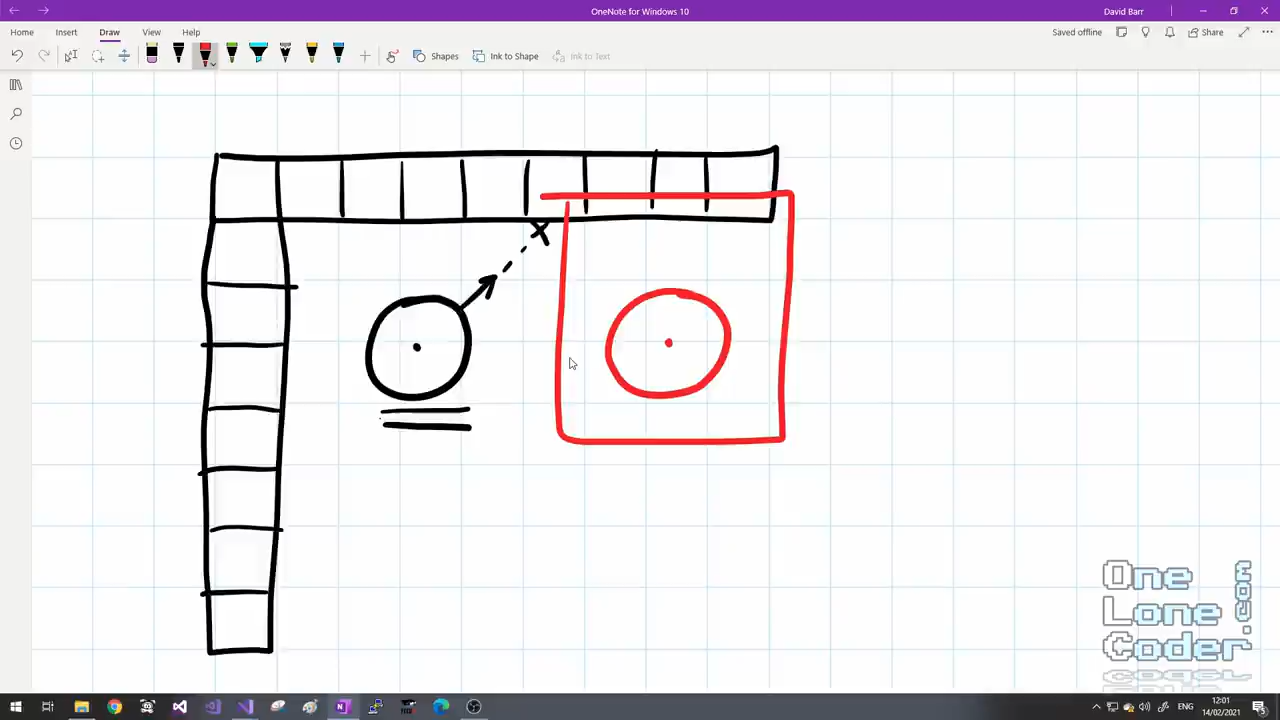 OneNote for Windows 10
David Barr
Home
Insert
Draw
View
Help
Saved offline
Share
Shapes
Ink to Shape
Ink to Text
X
One
Lone
Coder
.com
ENG
12:01
14/02/2021